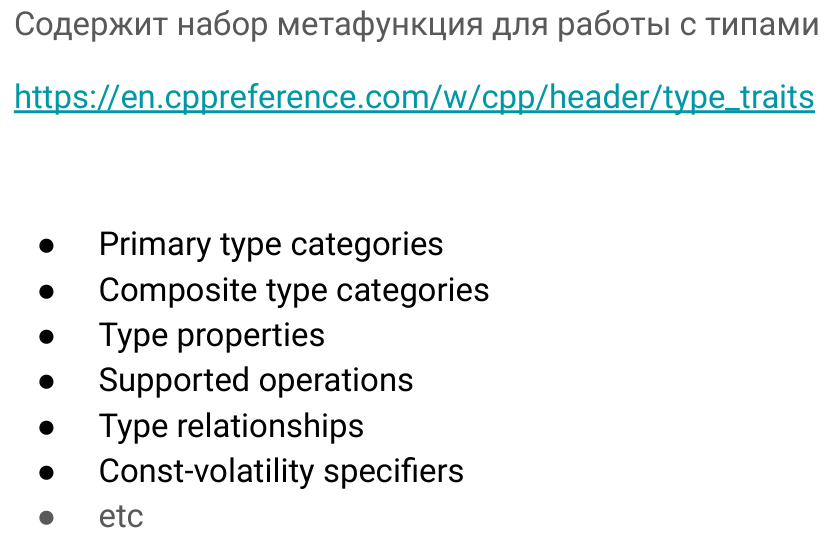 Содержит набор метафункция для работы с типами
https://en.cppreference.com/w/cpp/header/type_traits
● Primary type categories
● Composite type categories
● Type properties
● Supported operations
● Type relationships
● Const-volatility specifiers
● etc